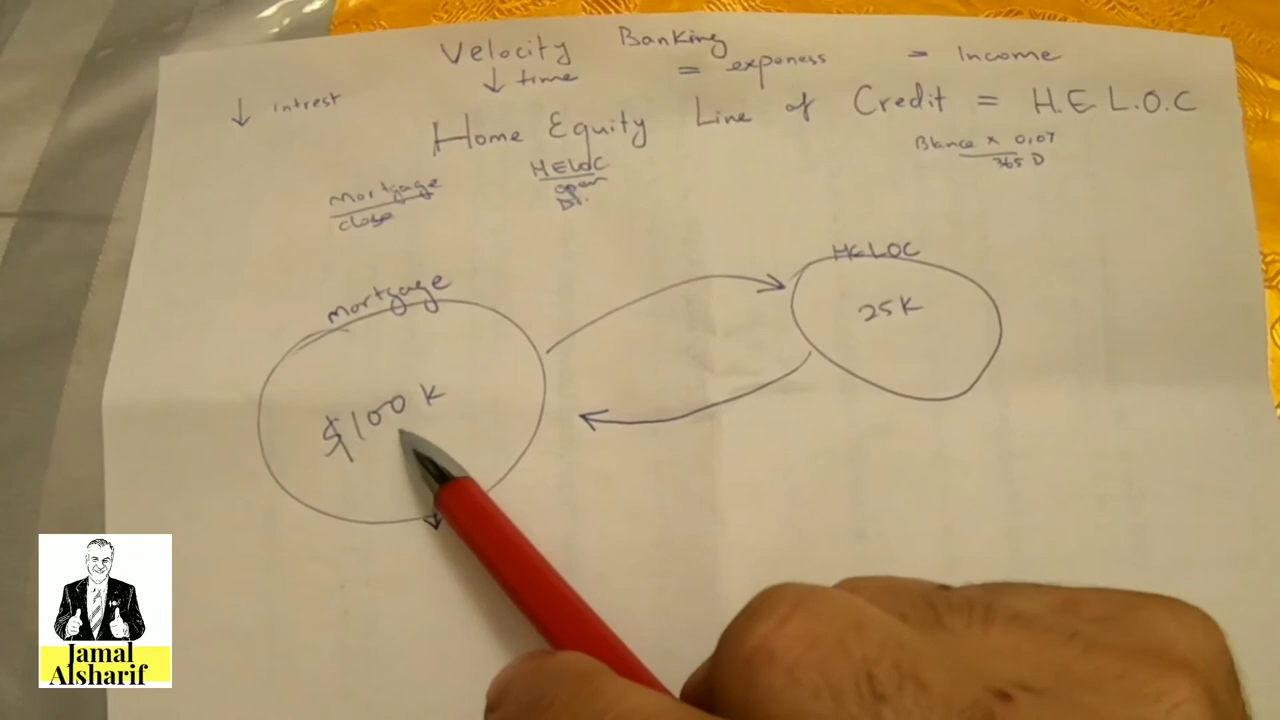 Velocity Banking
↓ time = exponess = Income
↓ intrest
Home Equity Line of Credit = H.E L.O.C
Blance x 0,07
365 D
mortgage
close
HELOC
open
HELOC
25K
mortgage
$100 K
Jamal
Alsharif